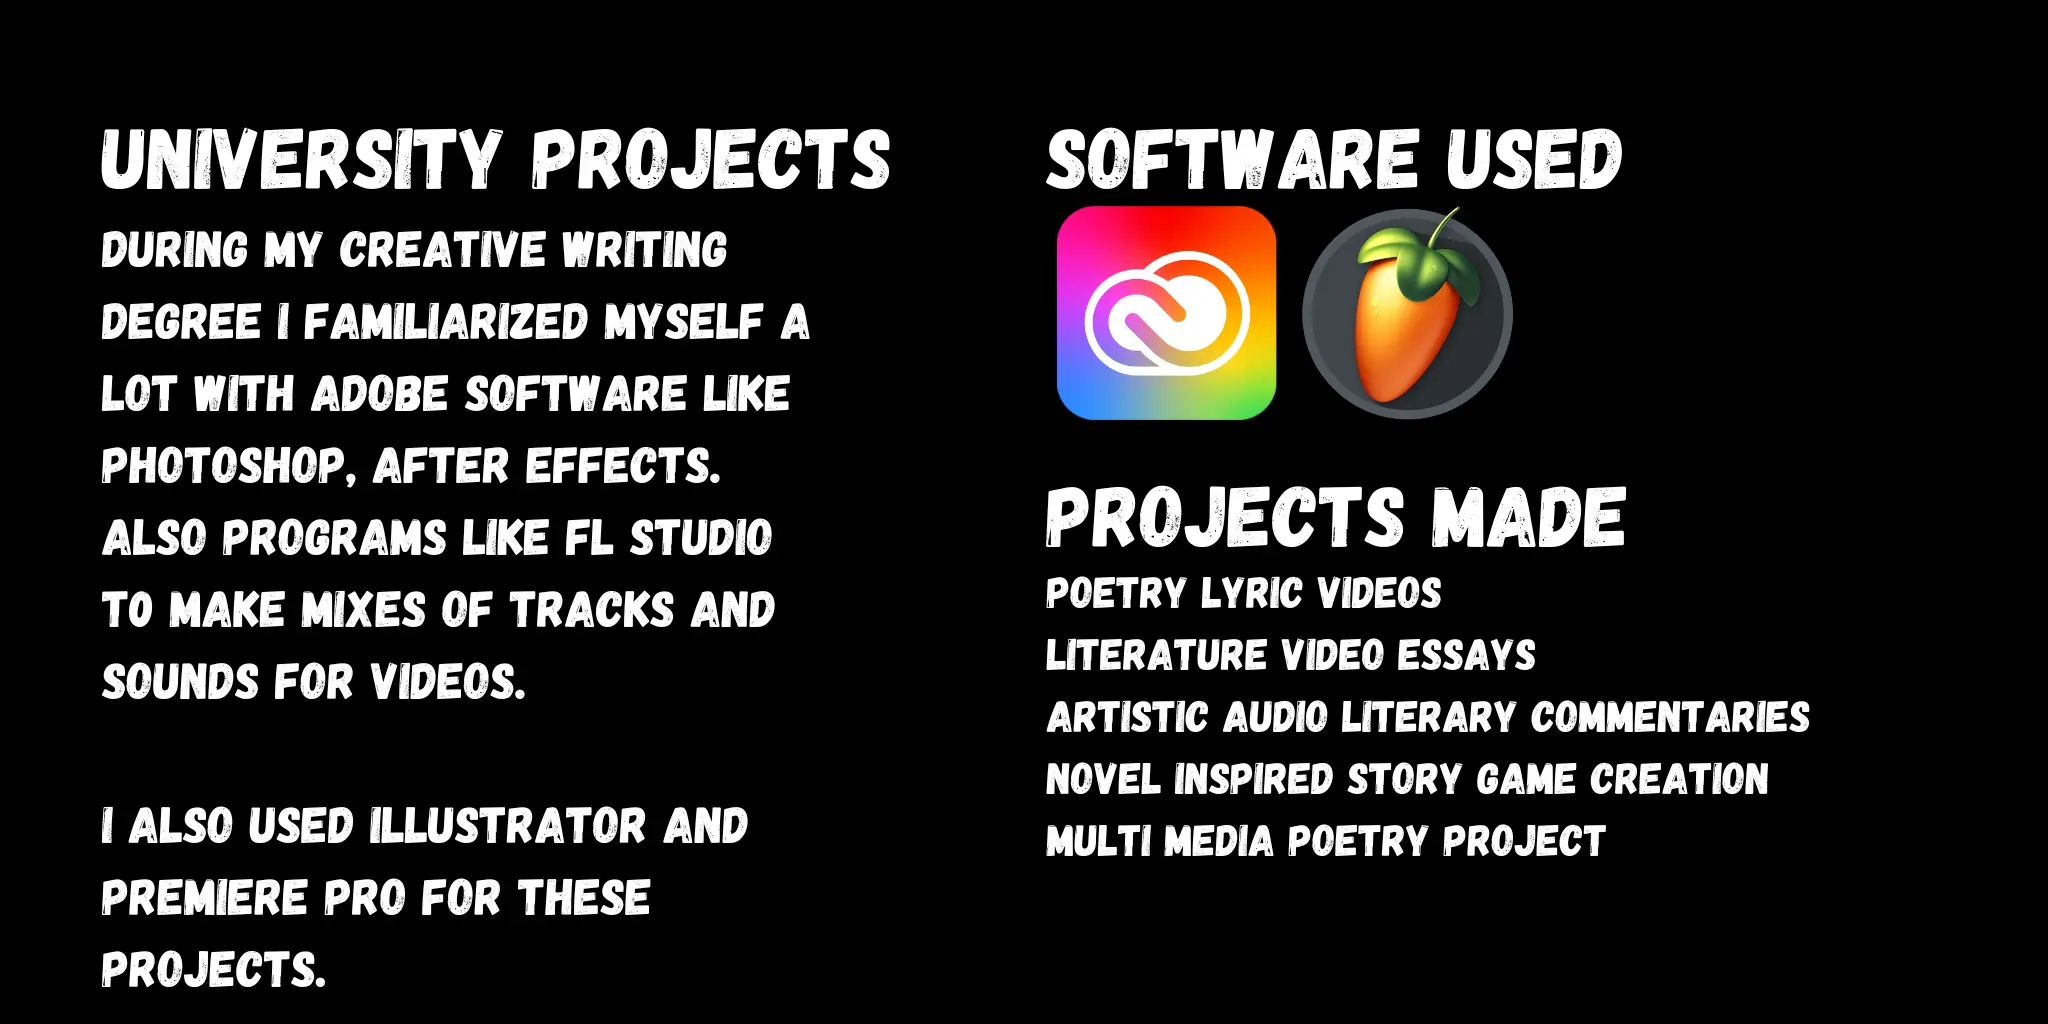 UNIVERSITY PROJECTS
DURING MY CREATIVE WRITING
DEGREE I FAMILIARIZED MYSELF A
LOT WITH ADOBE SOFTWARE LIKE
PHOTOSHOP, AFTER EFFECTS.
ALSO PROGRAMS LIKE FL STUDIO
TO MAKE MIXES OF TRACKS AND
SOUNDS FOR VIDEOS.
I ALSO USED ILLUSTRATOR AND
PREMIERE PRO FOR THESE
PROJECTS.
SOFTWARE USED
PROJECTS MADE
POETRY LYRIC VIDEOS
LITERATURE VIDEO ESSAYS
ARTISTIC AUDIO LITERARY COMMENTARIES
NOVEL INSPIRED STORY GAME CREATION
MULTI MEDIA POETRY PROJECT